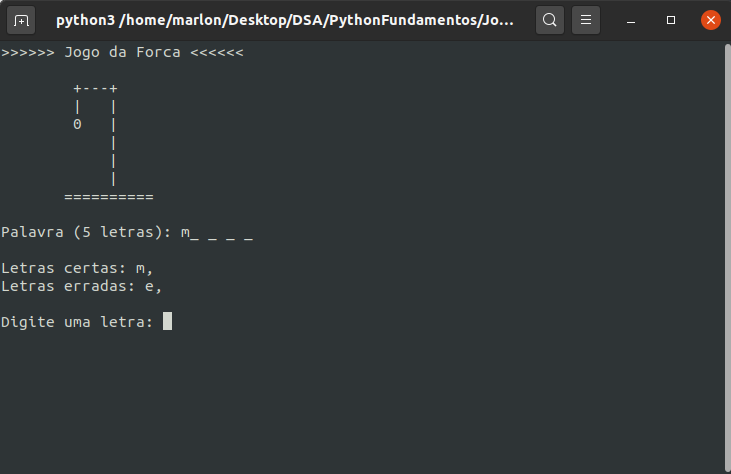 python3 /home/marlon/Desktop/DSA/PythonFundamentos/Jo...
>>>>>> Jogo da Forca <<<<<<
        +---+
        |   |
        0   |
            |
            |
            |
       ==========
Palavra (5 letras): m_ _ _ _
Letras certas: m,
Letras erradas: e,
Digite uma letra: